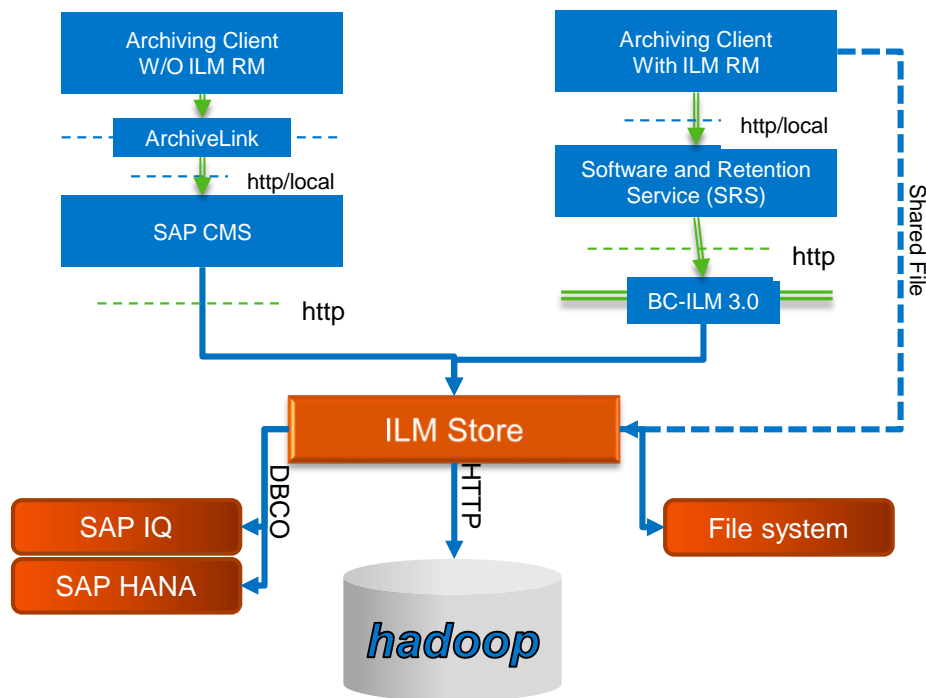 Archiving Client
W/O ILM RM
Archiving Client
With ILM RM
ArchiveLink
http/local
http/local
Software and Retention
Service (SRS)
Shared File
SAP CMS
http
http
BC-ILM 3.0
ILM Store
DBCO
HTTP
SAP IQ
File system
SAP HANA
hadoop